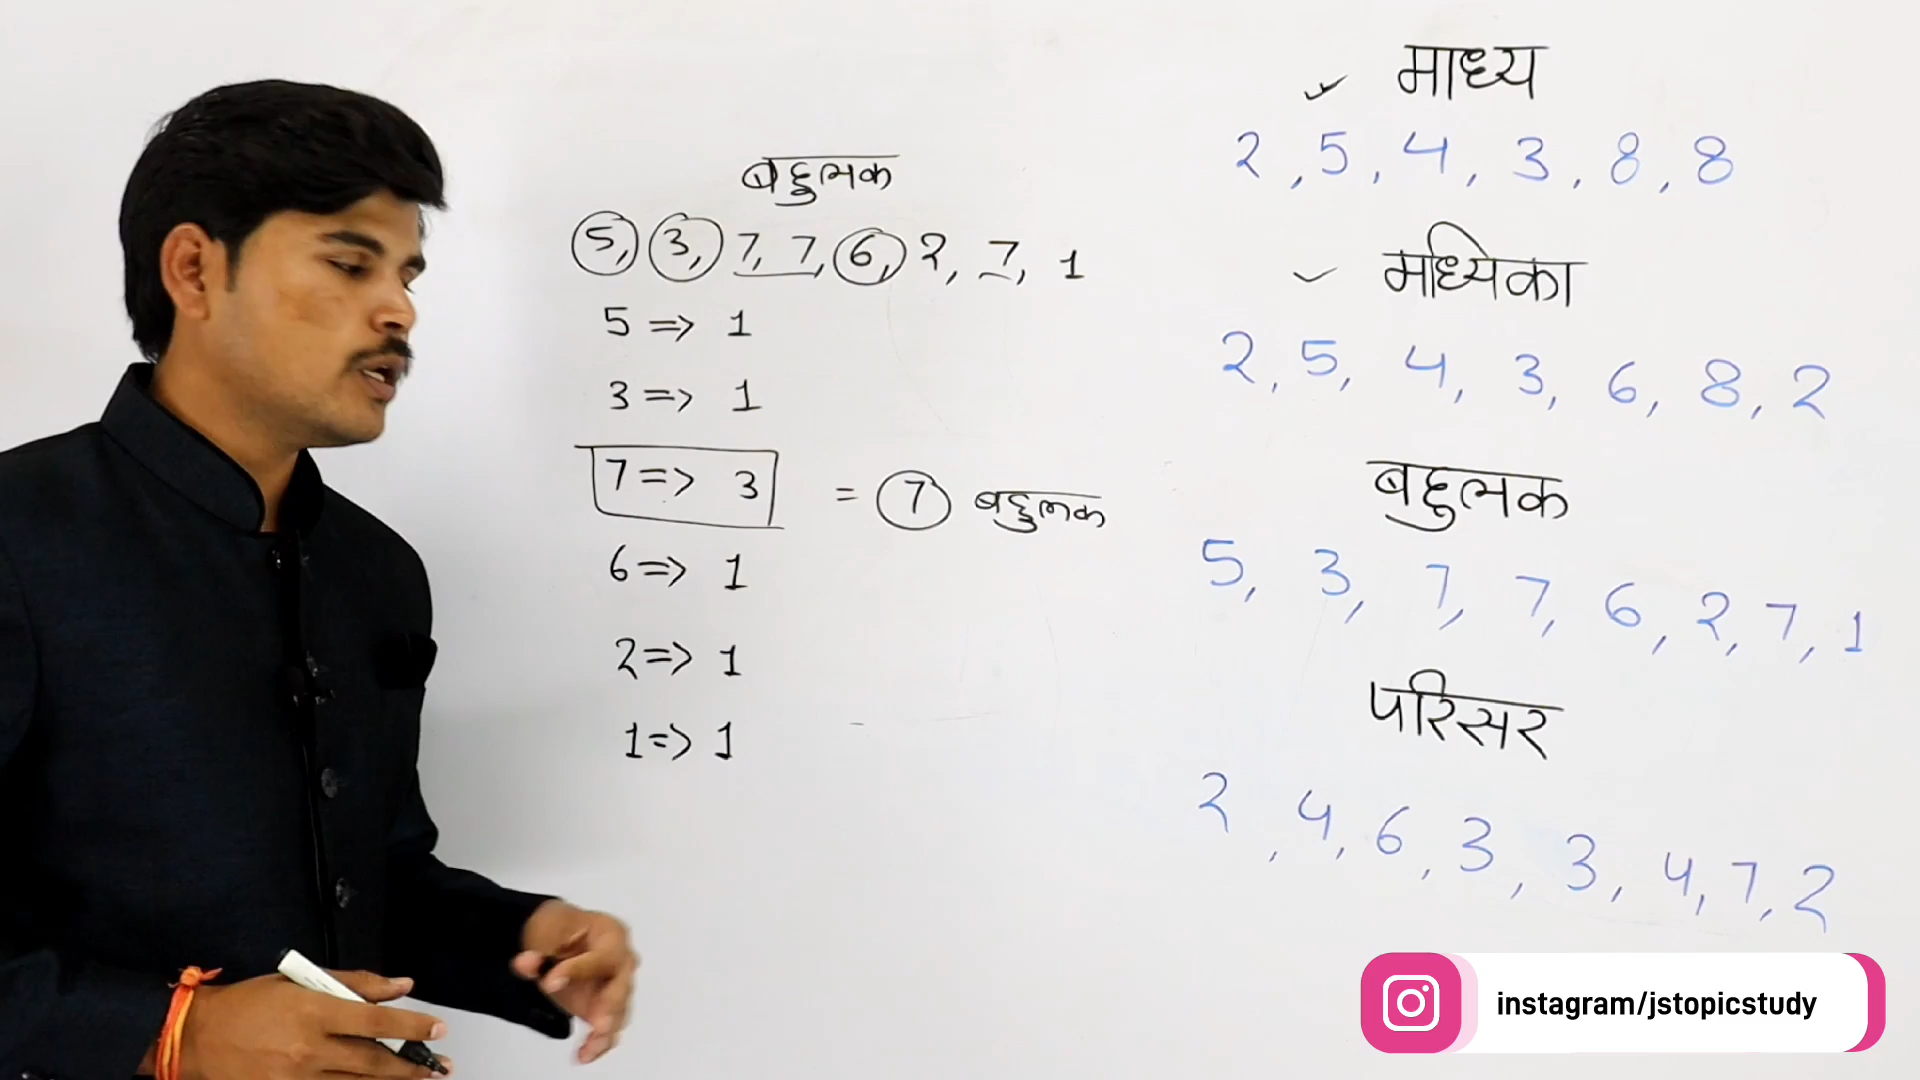 बहुलक
5, 3, 7, 7, 6, 2, 7, 1
5 => 1
3 => 1
7 => 3 = 7 बहुलक
6 => 1
2 => 1
1 => 1
माध्य
2, 5, 4, 3, 8, 8
मध्यिका
2, 5, 4, 3, 6, 8, 2
बहुलक
5, 3, 7, 7, 6, 2, 7, 1
परिसर
2, 4, 6, 3, 3, 4, 7, 2
instagram/jstopicstudy